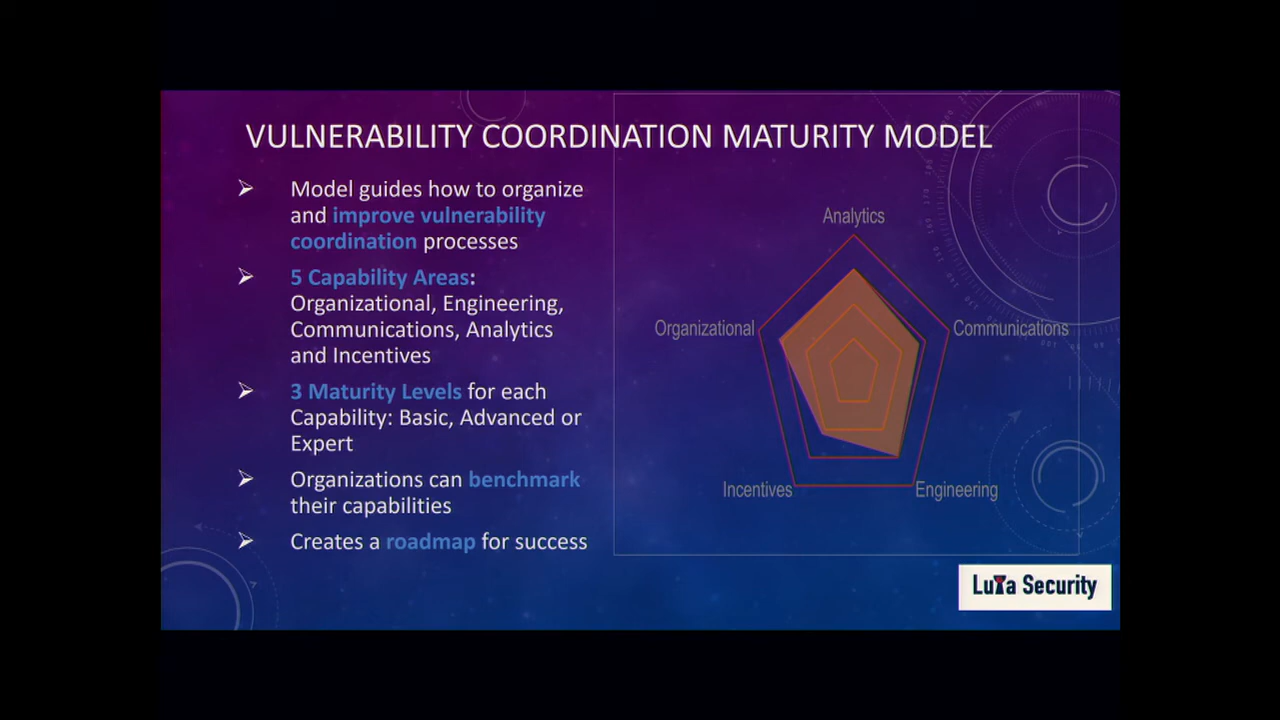 VULNERABILITY COORDINATION MATURITY MODEL
Model guides how to organize
and improve vulnerability
coordination processes
5 Capability Areas:
Organizational, Engineering,
Communications, Analytics
and Incentives
3 Maturity Levels for each
Capability: Basic, Advanced or
Expert
Organizations can benchmark
their capabilities
Creates a roadmap for success
Analytics
Organizational
Communications
Incentives
Engineering
Luta Security